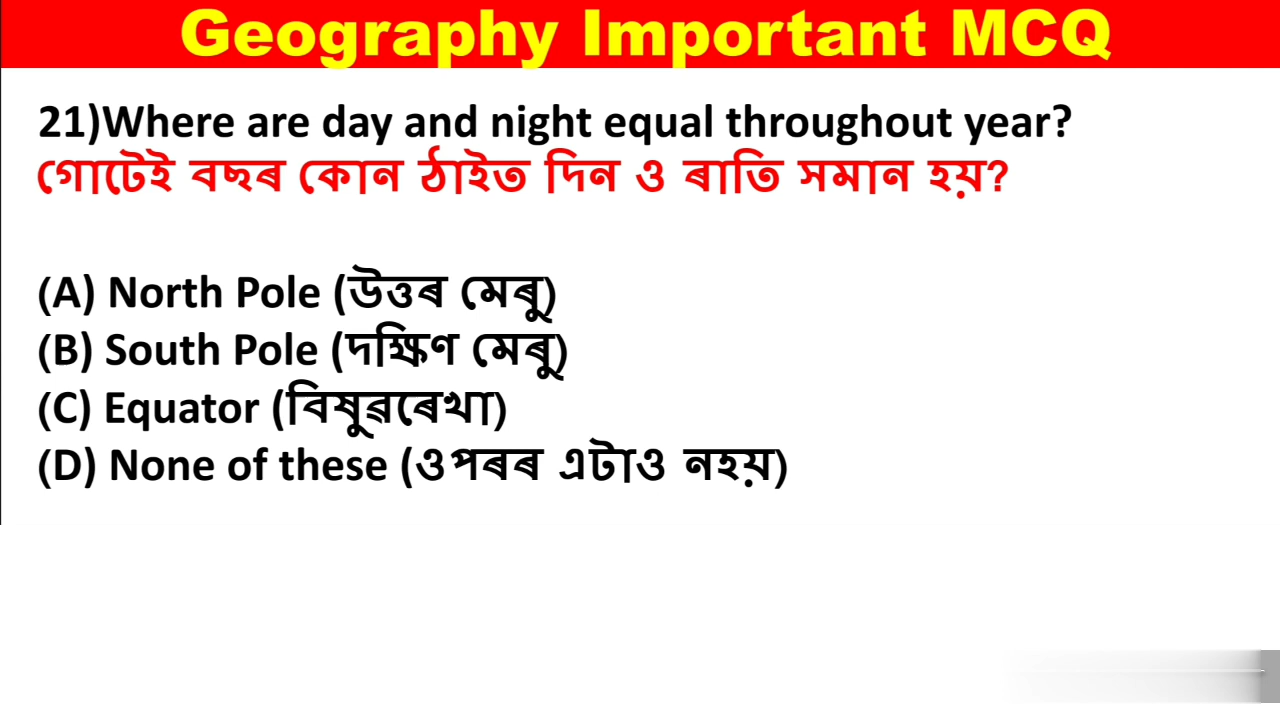 Geography Important MCQ
21)Where are day and night equal throughout year?
গোটেই বছৰ কোন ঠাইত দিন ও ৰাতি সমান হয়?
(A) North Pole (উত্তৰ মেৰু)
(B) South Pole (দক্ষিণ মেৰু)
(C) Equator (বিষুৱৰেখা)
(D) None of these (ওপৰৰ এটাও নহয়)